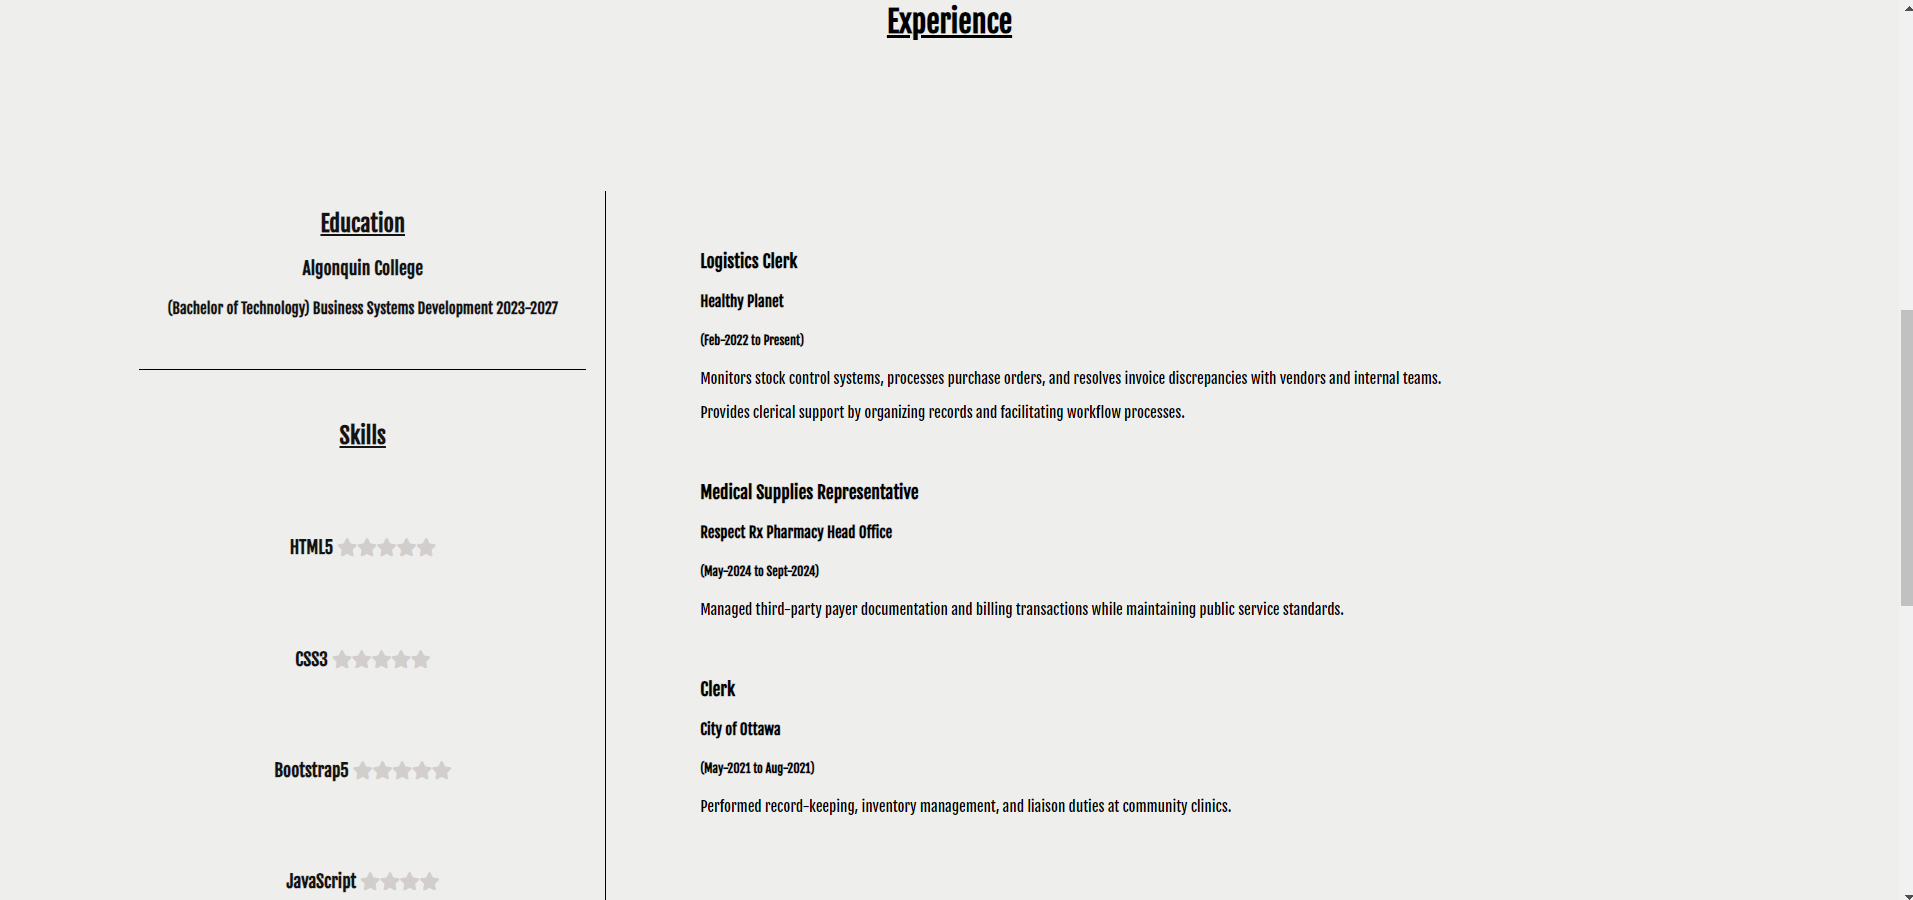 Experience
Education
Algonquin College
(Bachelor of Technology) Business Systems Development 2023-2027
Skills
HTML5
CSS3
Bootstrap5
JavaScript
Logistics Clerk
Healthy Planet
(Feb-2022 to Present)
Monitors stock control systems, processes purchase orders, and resolves invoice discrepancies with vendors and internal teams.
Provides clerical support by organizing records and facilitating workflow processes.
Medical Supplies Representative
Respect Rx Pharmacy Head Office
(May-2024 to Sept-2024)
Managed third-party payer documentation and billing transactions while maintaining public service standards.
Clerk
City of Ottawa
(May-2021 to Aug-2021)
Performed record-keeping, inventory management, and liaison duties at community clinics.